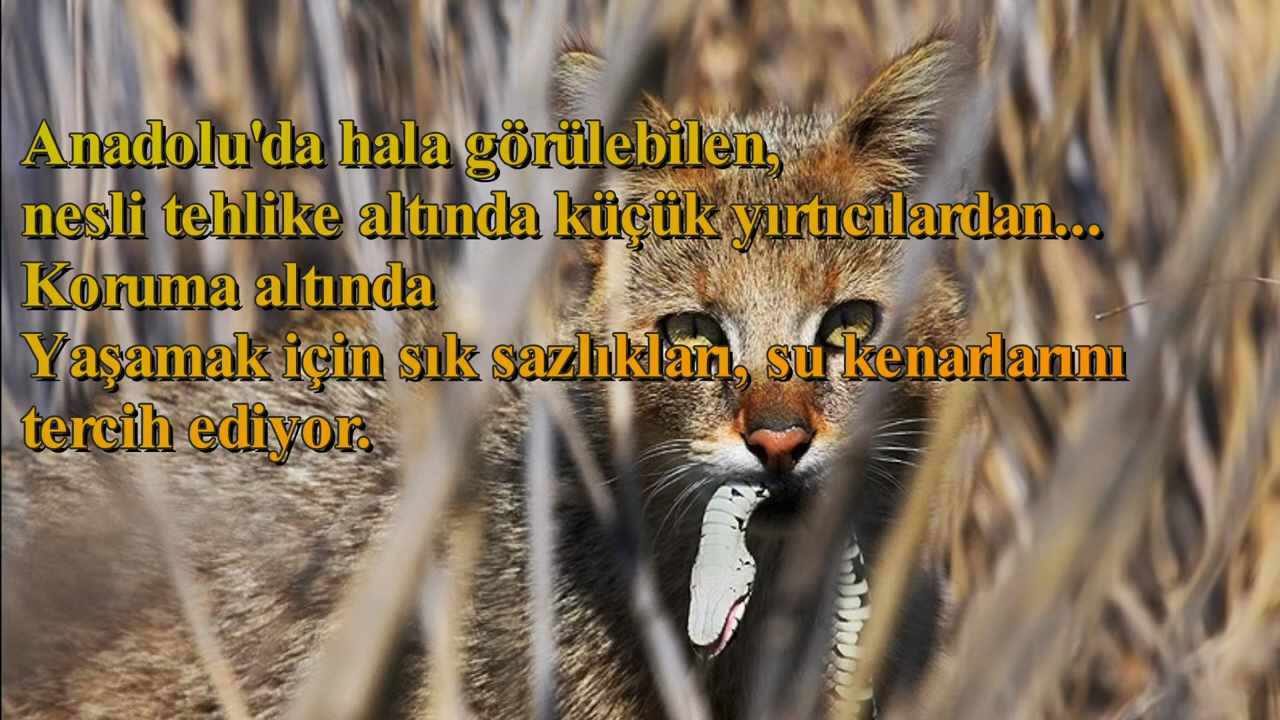 Anadolu'da hala görülebilen,
nesli tehlike altında küçük yırtıcılardan...
Koruma altında
Yaşamak için sık sazlıkları, su kenarlarını
tercih ediyor.